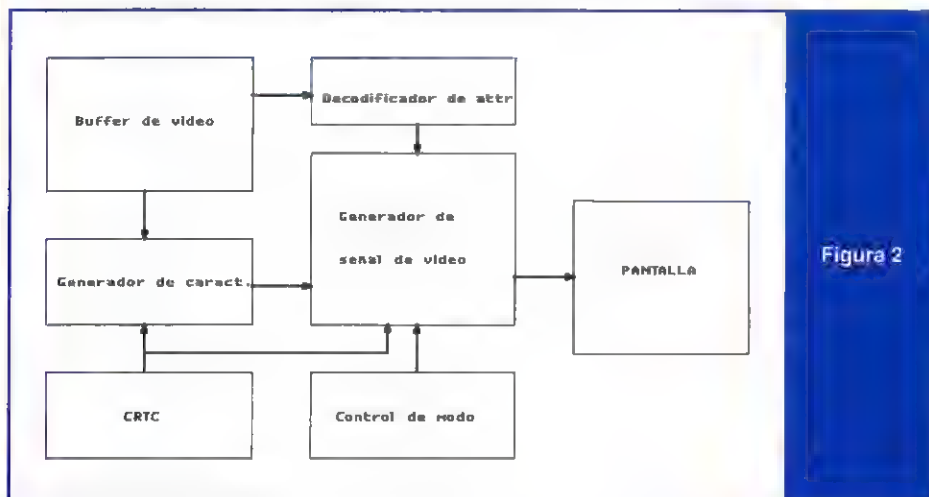 Buffer de video
Decodificador de attr
Generador de
señal de video
Generador de caract.
PANTALLA
CRTC
Control de modo
Figura 2